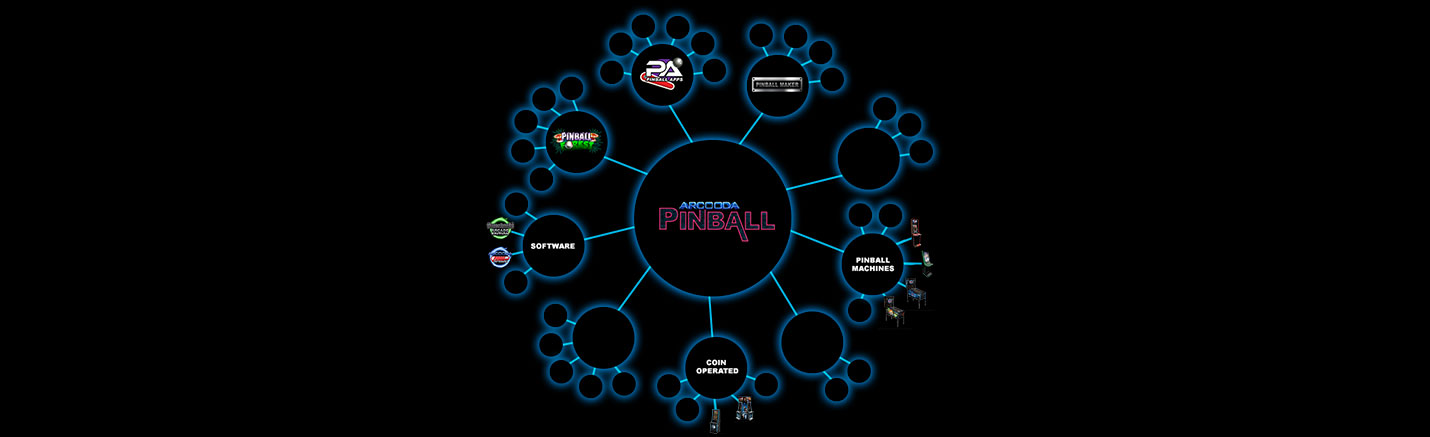 PA
PINBALL APPS
PINBALL MAKER
PINBALL
FOREST
ARCOODA
PINBALL
SOFTWARE
PINBALL
MACHINES
COIN
OPERATED